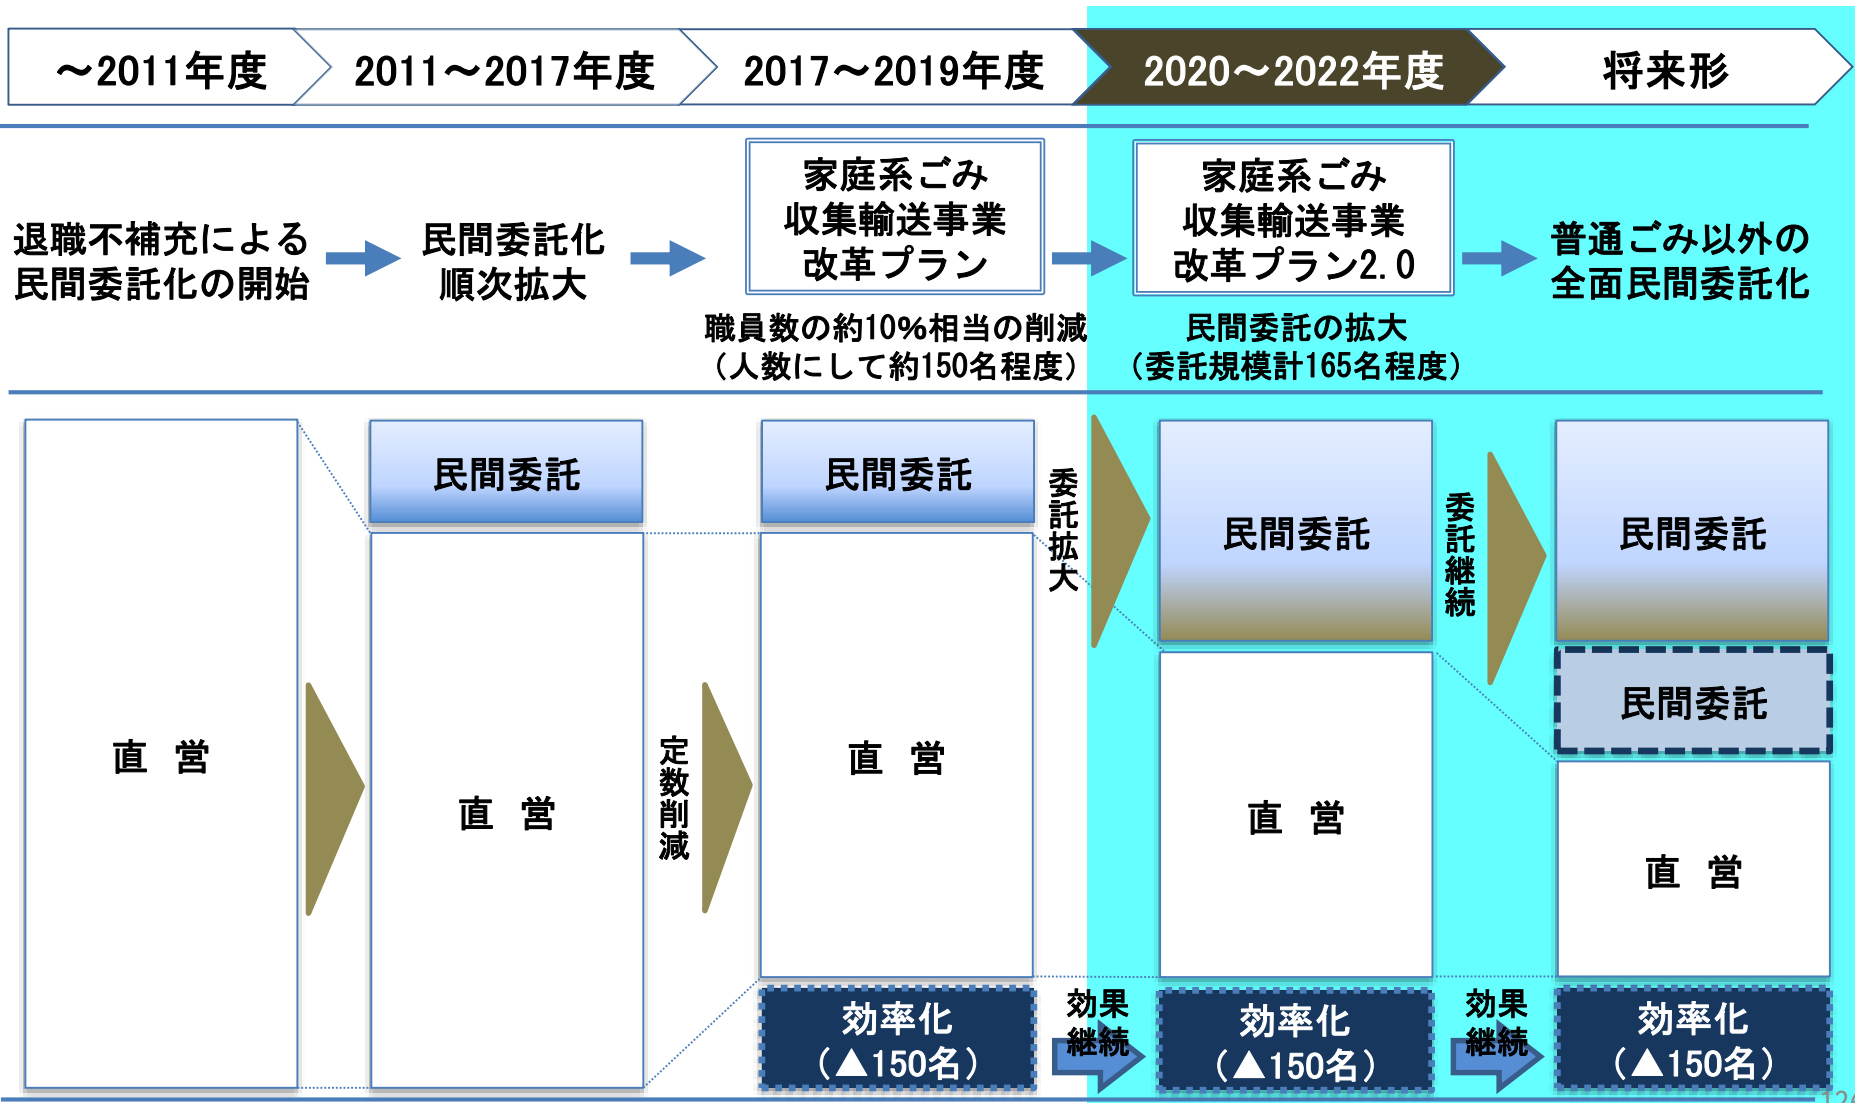 ～2011年度
2011～2017年度
2017～2019年度
2020～2022年度
将来形
退職不補充による
民間委託化の開始
民間委託化
順次拡大
家庭系ごみ
収集輸送事業
改革プラン
職員数の約10％相当の削減
（人数にして約150名程度）
家庭系ごみ
収集輸送事業
改革プラン2.0
民間委託の拡大
（委託規模計165名程度）
普通ごみ以外の
全面民間委託化
直　営
民間委託
直　営
定数削減
民間委託
直　営
効率化
（▲150名）
委託拡大
効果
継続
民間委託
直　営
効率化
（▲150名）
委託継続
効果
継続
民間委託
民間委託
直　営
効率化
（▲150名）